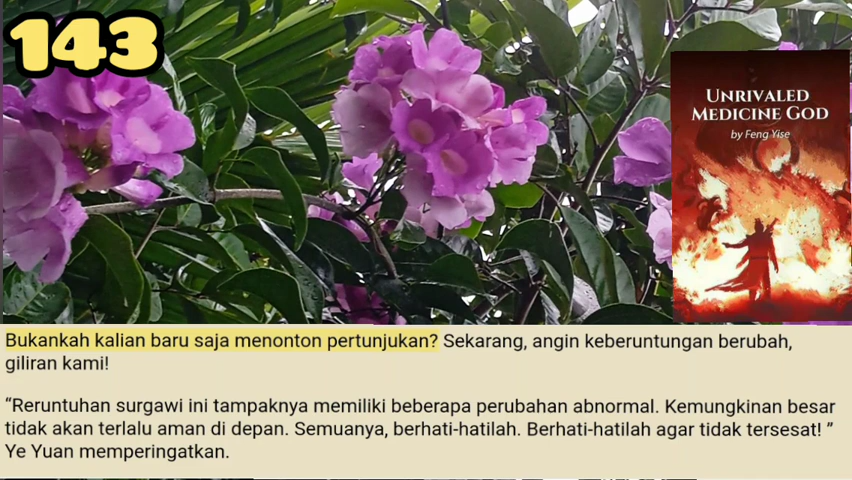 143
UNRIVALED
MEDICINE GOD
by Feng Yise
Bukankah kalian baru saja menonton pertunjukan? Sekarang, angin keberuntungan berubah,
giliran kami!
“Reruntuhan surgawi ini tampaknya memiliki beberapa perubahan abnormal. Kemungkinan besar
tidak akan terlalu aman di depan. Semuanya, berhati-hatilah. Berhati-hatilah agar tidak tersesat! ”
Ye Yuan memperingatkan.